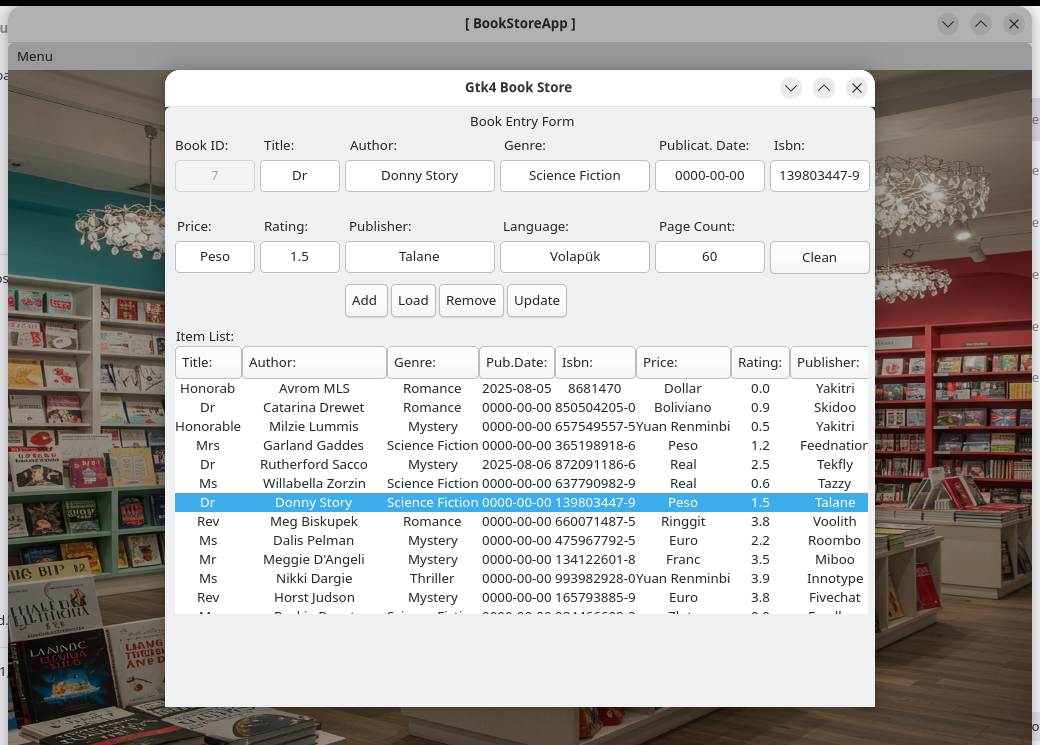 [ BookStoreApp ]
Menu
Gtk4 Book Store
Book Entry Form
Book ID: Title: Author: Genre: Publicat. Date: Isbn:
7 Dr Donny Story Science Fiction 0000-00-00 139803447-9
Price: Rating: Publisher: Language: Page Count:
Peso 1.5 Talane Volapük 60 Clean
Add Load Remove Update
Item List:
Title: Author: Genre: Pub.Date: Isbn: Price: Rating: Publisher:
Honorab Avrom MLS Romance 2025-08-05 8681470 Dollar 0.0 Yakitri
Dr Catarina Drewet Romance 0000-00-00 850504205-0 Boliviano 0.9 Skidoo
Honorable Milzie Lummis Mystery 0000-00-00 657549557-5 Yuan Renminbi 0.5 Yakitri
Mrs Garland Gaddes Science Fiction 0000-00-00 365198918-6 Peso 1.2 Feednation
Dr Rutherford Sacco Mystery 2025-08-06 872091186-6 Real 2.5 Tekfly
Ms Willabella Zorzin Science Fiction 0000-00-00 637790982-9 Real 0.6 Tazzy
Dr Donny Story Science Fiction 0000-00-00 139803447-9 Peso 1.5 Talane
Rev Meg Biskupek Romance 0000-00-00 660071487-5 Ringgit 3.8 Voolith
Ms Dalis Pelman Mystery 0000-00-00 475967792-5 Euro 2.2 Roombo
Mr Meggie D'Angeli Mystery 0000-00-00 134122601-8 Franc 3.5 Miboo
Ms Nikki Dargie Thriller 0000-00-00 993982928-0 Yuan Renminbi 3.9 Innotype
Rev Horst Judson Mystery 0000-00-00 165793885-9 Euro 3.8 Fivechat